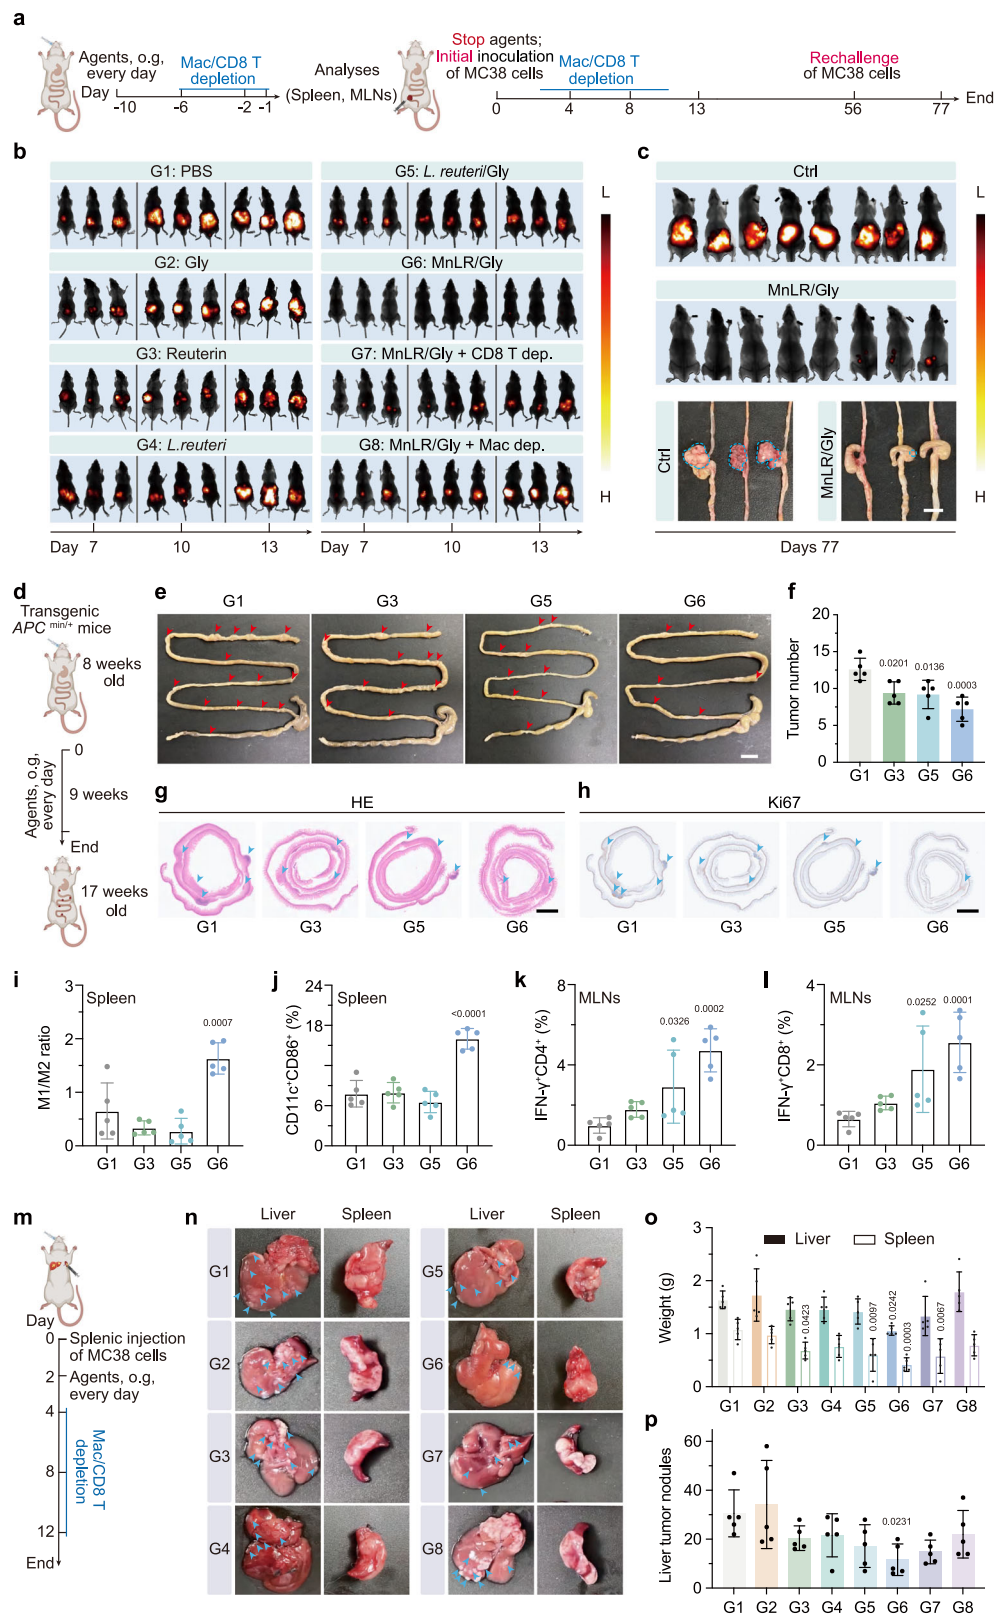 a
Agents, o.g,
every day
Mac/CD8 T
depletion
Day
-10
-6
-2
-1
Analyses
(Spleen, MLNs)
Stop agents;
Initial inoculation
of MC38 cells
Mac/CD8 T
depletion
Rechallenge
of MC38 cells
0
4
8
13
56
77
End
b
G1: PBS
G5: L. reuteri/Gly
G2: Gly
G6: MnLR/Gly
G3: Reuterin
G7: MnLR/Gly + CD8 T dep.
G4: L.reuteri
G8: MnLR/Gly + Mac dep.
Day 7 10 13
Day 7 10 13
L
H
c
Ctrl
MnLR/Gly
Ctrl
MnLR/Gly
Days 77
L
H
d
Transgenic
APC min/+ mice
8 weeks
old
0
Agents, o.g,
every day
9 weeks
End
17 weeks
old
e
G1 G3 G5 G6
f
Tumor number
20
15
10
5
0
0.0201
0.0136
0.0003
G1 G3 G5 G6
g
HE
G1 G3 G5 G6
h
Ki67
G1 G3 G5 G6
i
Spleen
M1/M2 ratio
3
2
1
0
0.0007
G1 G3 G5 G6
j
Spleen
CD11c+CD86+ (%)
18
12
6
0
<0.0001
G1 G3 G5 G6
k
MLNs
IFN-γ+CD4+ (%)
8
4
0
0.0326
0.0002
G1 G3 G5 G6
l
MLNs
IFN-γ+CD8+ (%)
4
2
0
0.0252
0.0001
G1 G3 G5 G6
m
Day
0
Splenic injection
of MC38 cells
2
Agents, o.g,
every day
4
Mac/CD8 T
depletion
8
12
End
n
Liver Spleen Liver Spleen
G1
G5
G2
G6
G3
G7
G4
G8
o
Liver
Spleen
Weight (g)
3
2
1
0
0.0423
0.0097
0.0242
0.0003
0.0067
G1 G2 G3 G4 G5 G6 G7 G8
p
Liver tumor nodules
60
40
20
0
0.0231
G1 G2 G3 G4 G5 G6 G7 G8